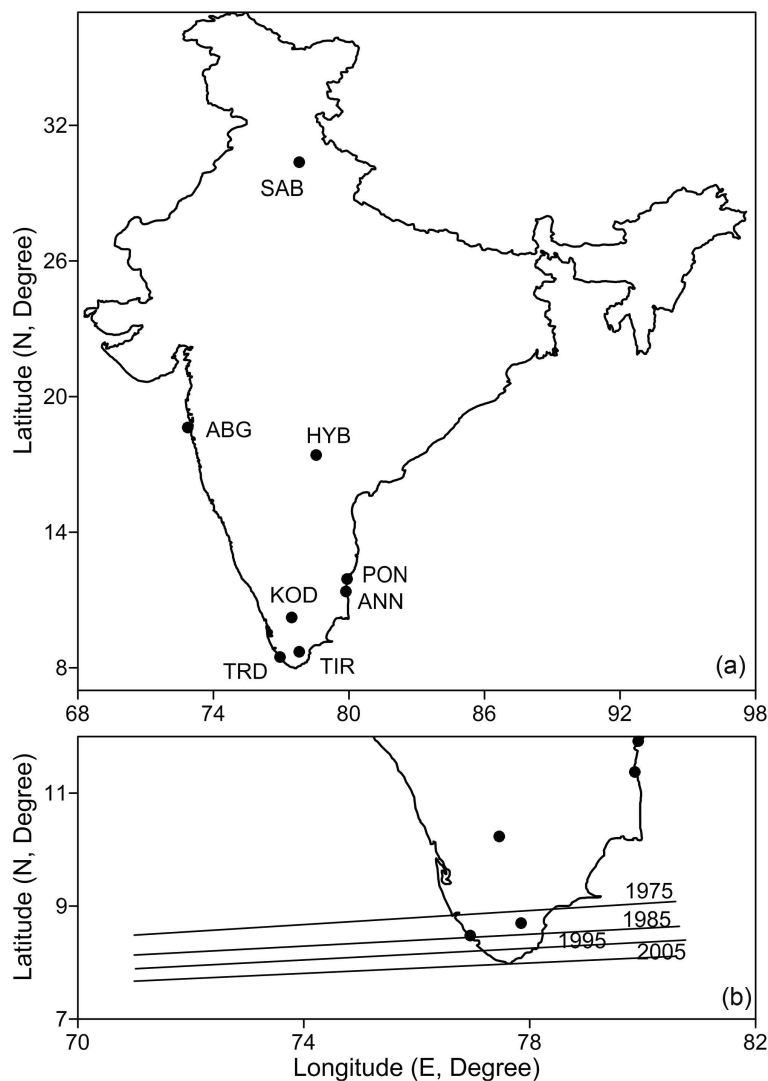 Latitude (N, Degree)
32
26
20
14
8
SAB
ABG
HYB
PON
KOD
ANN
TRD
TIR
(a)
68 74 80 86 92 98
Latitude (N, Degree)
11
9
7
1975
1985
1995
2005
(b)
70 74 78 82
Longitude (E, Degree)